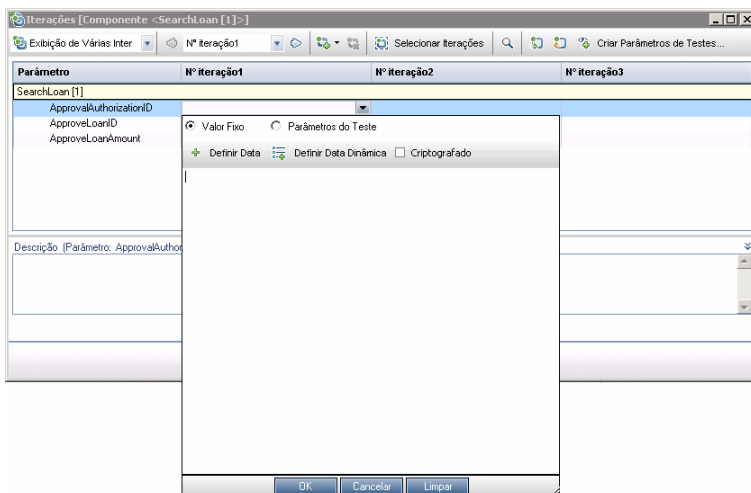 Iterações [Componente <SearchLoan [1]>]
Exibição de Várias Inter Nº iteração1 Selecionar Iterações Criar Parâmetros de Testes...
Parâmetro Nº iteração1 Nº iteração2 Nº iteração3
SearchLoan [1]
ApprovalAuthorizationID
ApproveLoanID
ApproveLoanAmount
Valor Fixo Parâmetros do Teste
Definir Data Definir Data Dinâmica Criptografado
Descrição (Parâmetro: ApprovalAuthor
OK Cancelar Limpar